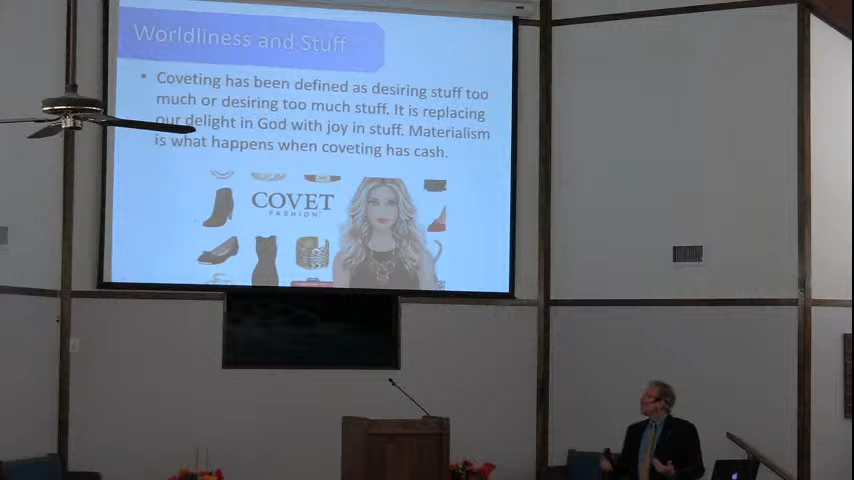 Worldliness and Stuff
• Coveting has been defined as desiring stuff too
much or desiring too much stuff. It is replacing
our delight in God with joy in stuff. Materialism
is what happens when coveting has cash.
COVET
FASHION